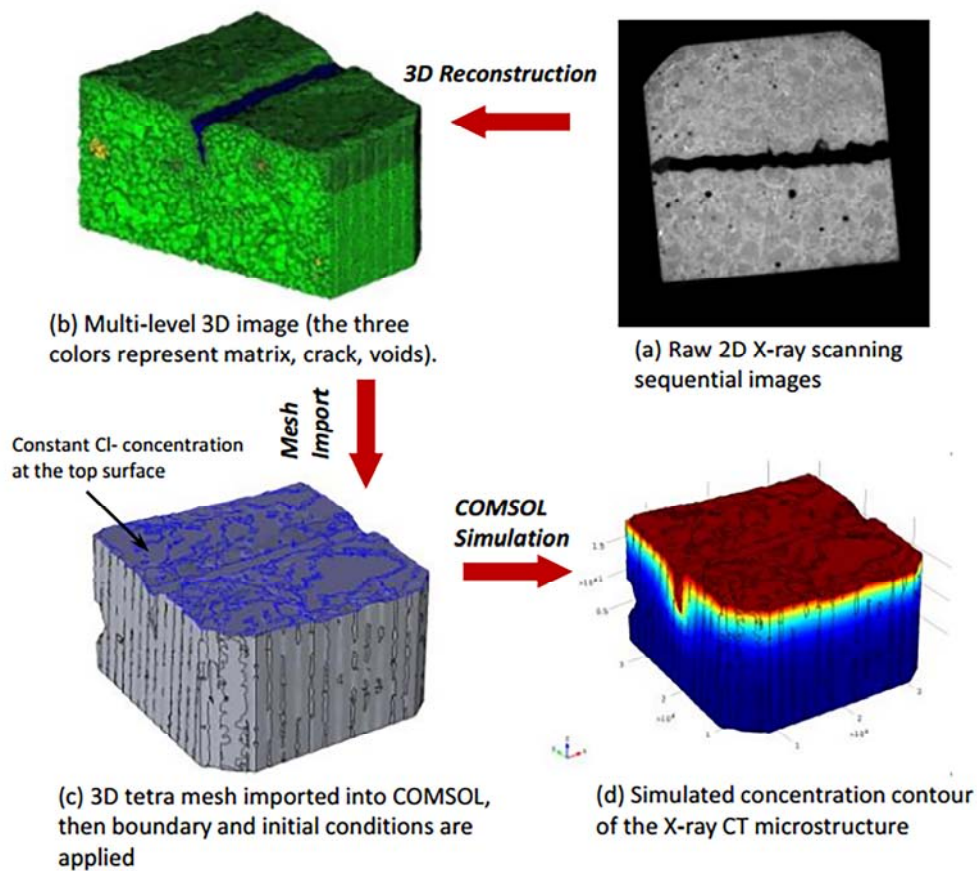 3D Reconstruction
(b) Multi-level 3D image (the three
colors represent matrix, crack, voids).
(a) Raw 2D X-ray scanning
sequential images
Mesh
Import
Constant Cl- concentration
at the top surface
COMSOL
Simulation
(c) 3D tetra mesh imported into COMSOL,
then boundary and initial conditions are
applied
(d) Simulated concentration contour
of the X-ray CT microstructure